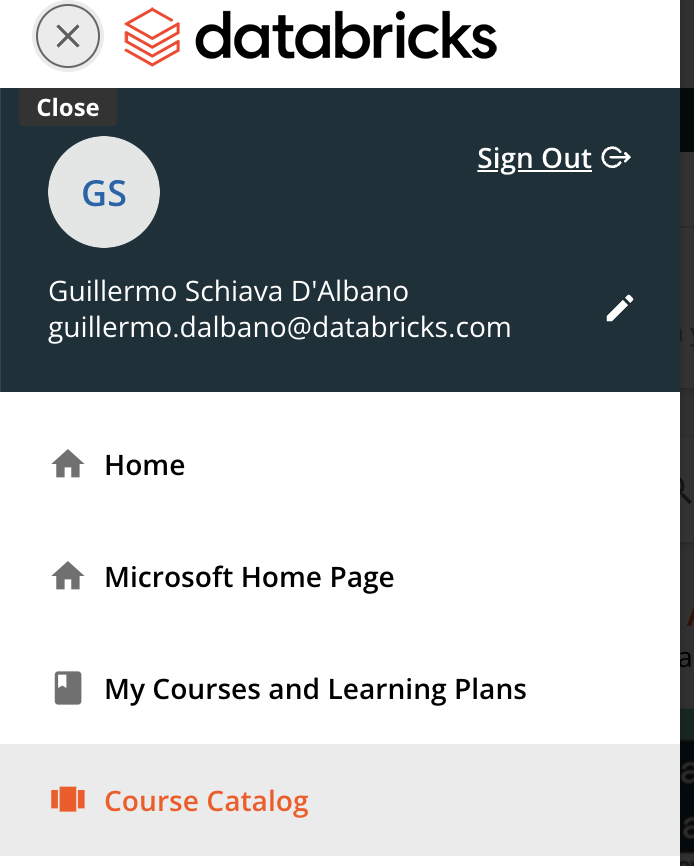 databricks
Close
GS
Sign Out
Guillermo Schiava D'Albano
guillermo.dalbano@databricks.com
Home
Microsoft Home Page
My Courses and Learning Plans
Course Catalog